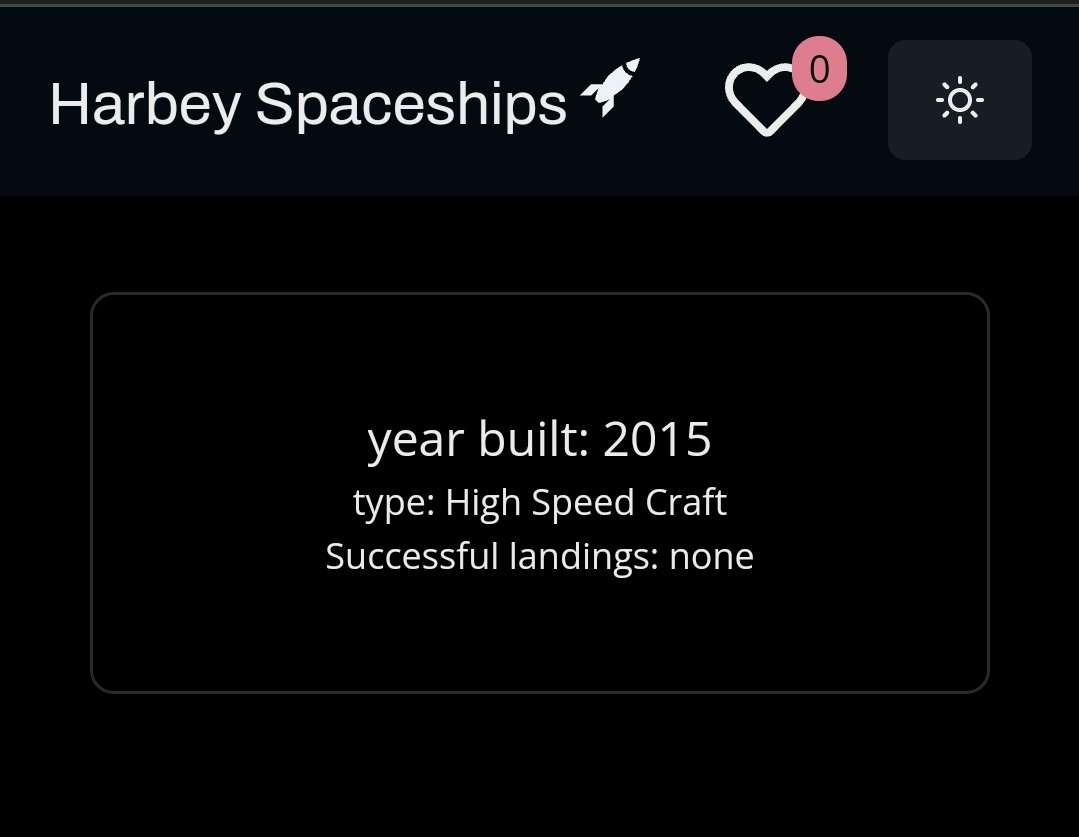 Harbey Spaceships
0
year built: 2015
type: High Speed Craft
Successful landings: none